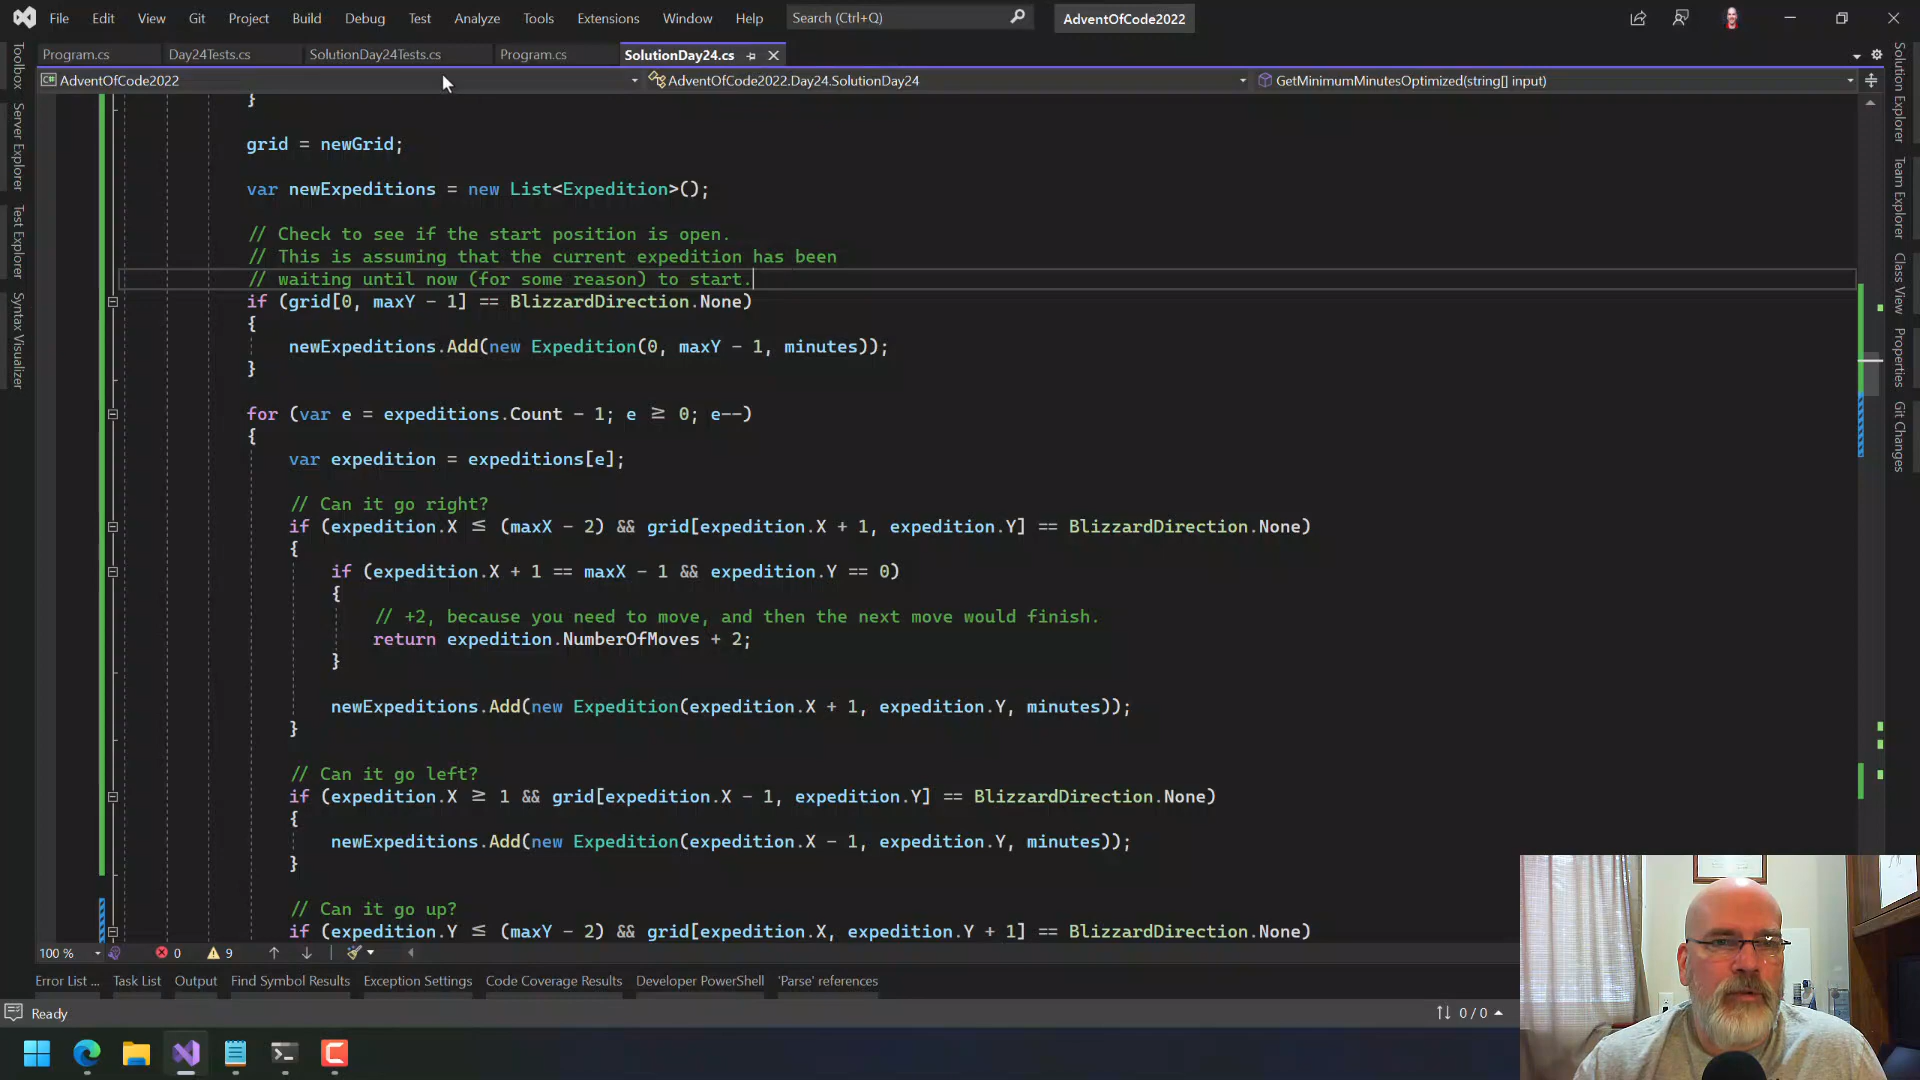 File Edit View Git Project Build Debug Test Analyze Tools Extensions Window Help Search (Ctrl+Q) AdventOfCode2022
Program.cs Day24Tests.cs SolutionDay24Tests.cs Program.cs SolutionDay24.cs
AdventOfCode2022 AdventOfCode2022.Day24.SolutionDay24 GetMinimumMinutesOptimized(string[] input)
Toolbox
Server Explorer
Test Explorer
Syntax Visualizer
}
grid = newGrid;
var newExpeditions = new List<Expedition>();
// Check to see if the start position is open.
// This is assuming that the current expedition has been
// waiting until now (for some reason) to start.
if (grid[0, maxY - 1] == BlizzardDirection.None)
{
newExpeditions.Add(new Expedition(0, maxY - 1, minutes));
}
for (var e = expeditions.Count - 1; e ≥ 0; e--)
{
var expedition = expeditions[e];
// Can it go right?
if (expedition.X ≤ (maxX - 2) && grid[expedition.X + 1, expedition.Y] == BlizzardDirection.None)
{
if (expedition.X + 1 == maxX - 1 && expedition.Y == 0)
{
// +2, because you need to move, and then the next move would finish.
return expedition.NumberOfMoves + 2;
}
newExpeditions.Add(new Expedition(expedition.X + 1, expedition.Y, minutes));
}
// Can it go left?
if (expedition.X ≥ 1 && grid[expedition.X - 1, expedition.Y] == BlizzardDirection.None)
{
newExpeditions.Add(new Expedition(expedition.X - 1, expedition.Y, minutes));
}
// Can it go up?
if (expedition.Y ≤ (maxY - 2) && grid[expedition.X, expedition.Y + 1] == BlizzardDirection.None)
Solution Explorer
Team Explorer
Class View
Properties
Git Changes
100 % 0 9
Error List ... Task List Output Find Symbol Results Exception Settings Code Coverage Results Developer PowerShell 'Parse' references
Ready 0 / 0